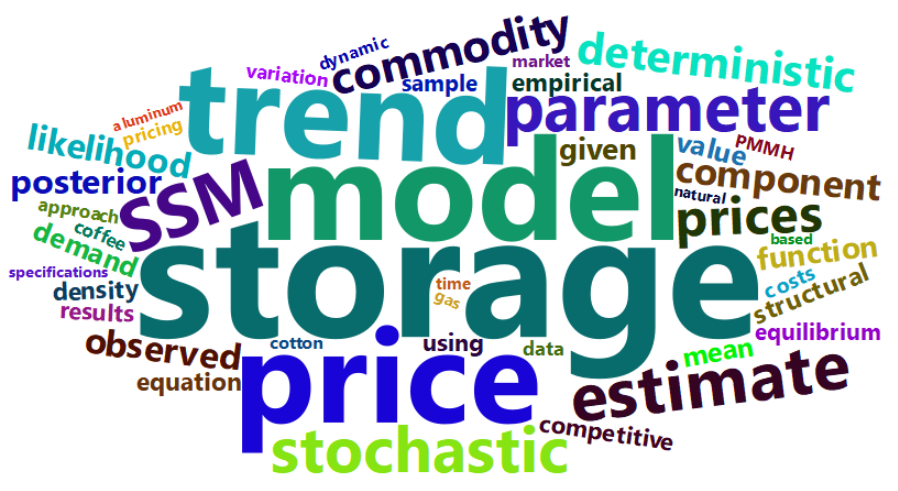 dynamic
commodity
market
deterministic
variation
sample
empirical
trend
parameter
aluminum
pricing
likelihood
given
value
PMMH
posterior
SSM
model
component
natural
approach
coffee
prices
demand
storage
based
function
specifications
density
time
gas
costs
structural
results
observed
cotton
using
data
mean
equilibrium
equation
price
estimate
stochastic
competitive